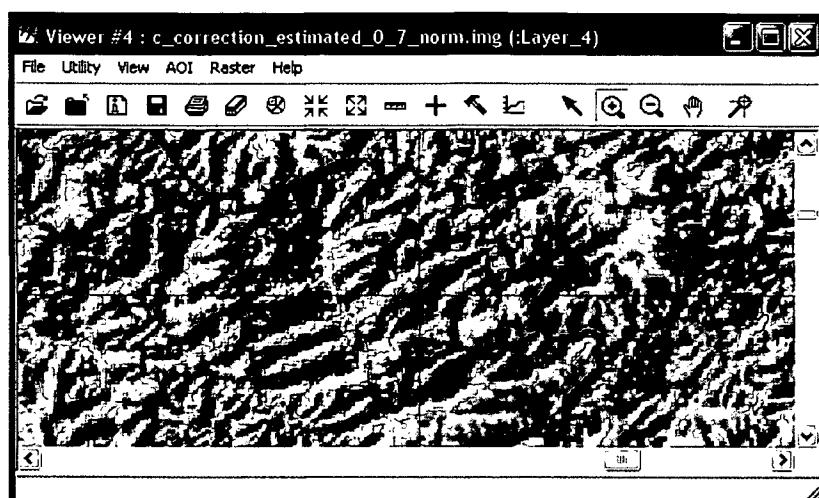 Viewer #4 : c_correction_estimated_0_7_norm.img (:Layer_4)
File Utility View AOI Raster Help